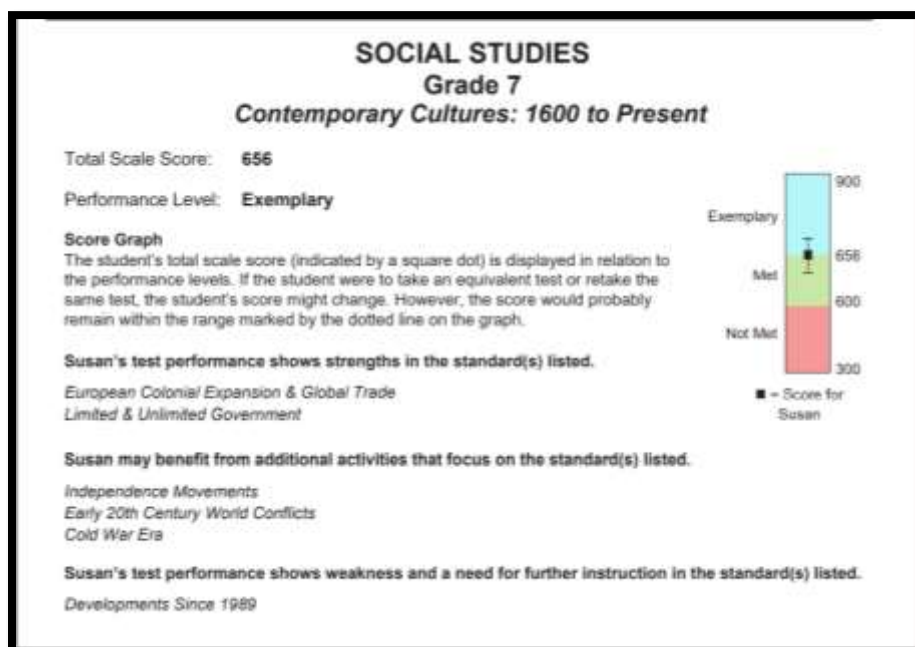 SOCIAL STUDIES
Grade 7
Contemporary Cultures: 1600 to Present
Total Scale Score: 656
Performance Level: Exemplary
Score Graph
The student's total scale score (indicated by a square dot) is displayed in relation to
the performance levels. If the student were to take an equivalent test or retake the
same test, the student's score might change. However, the score would probably
remain within the range marked by the dotted line on the graph.
Susan's test performance shows strengths in the standard(s) listed.
European Colonial Expansion & Global Trade
Limited & Unlimited Government
Susan may benefit from additional activities that focus on the standard(s) listed.
Independence Movements
Early 20th Century World Conflicts
Cold War Era
Susan's test performance shows weakness and a need for further instruction in the standard(s) listed.
Developments Since 1989
900
Exemplary
656
Met
600
Not Met
300
■ = Score for
Susan